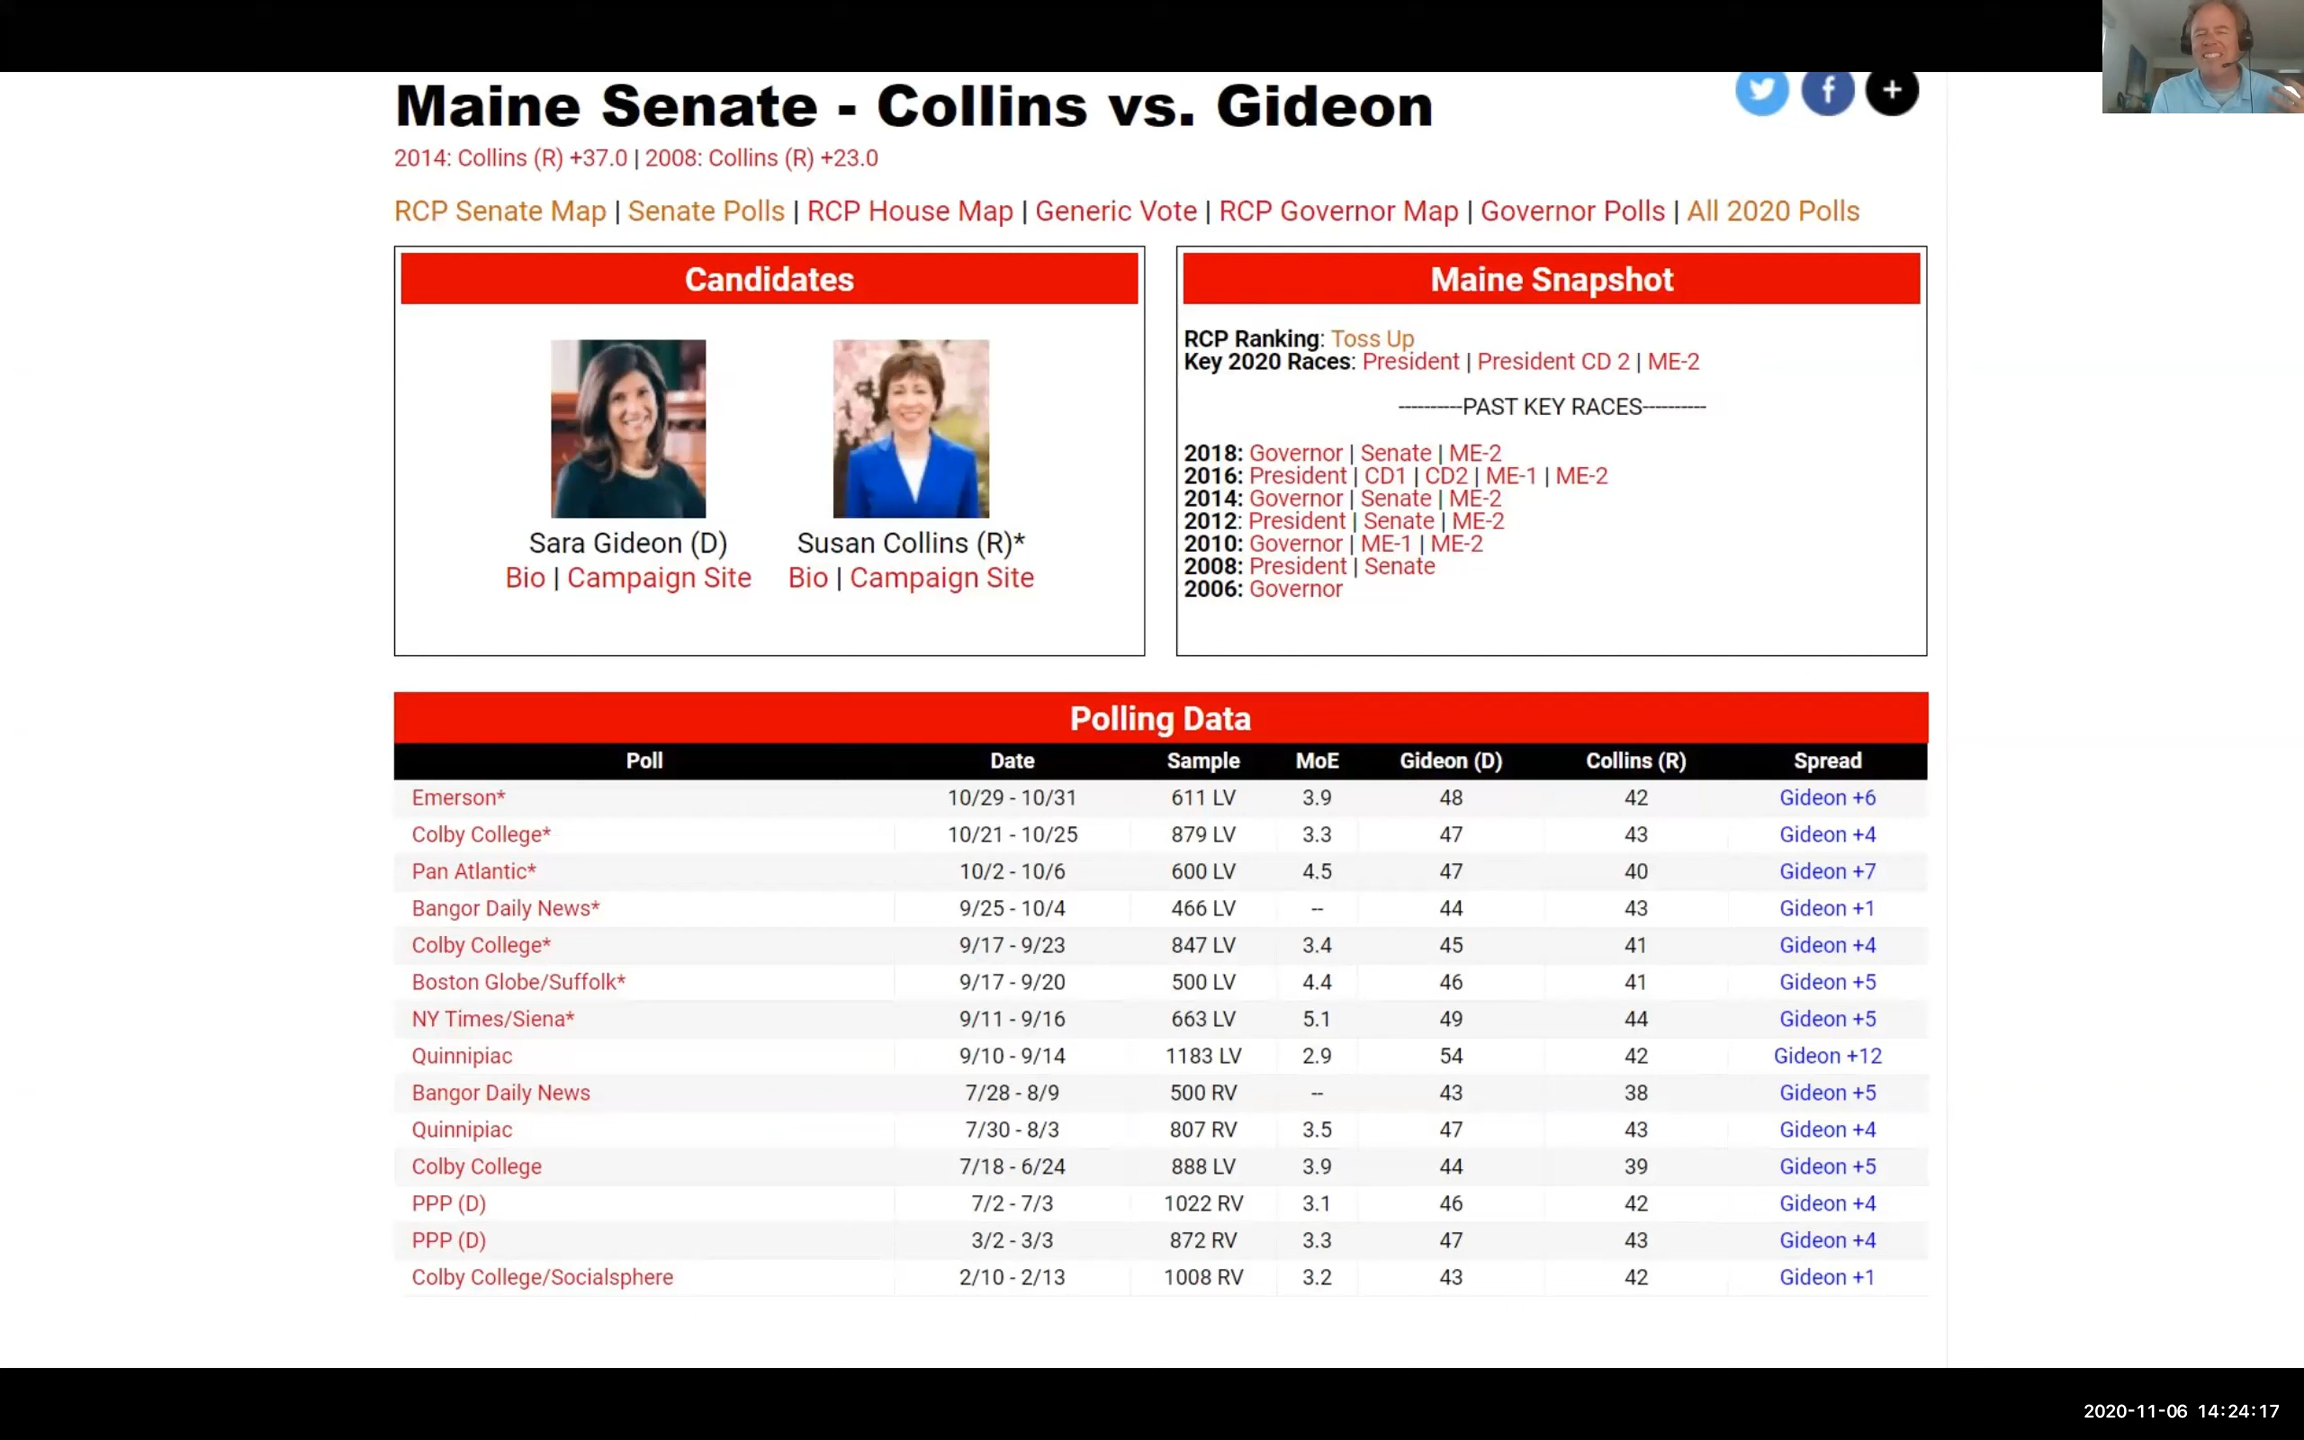 Maine Senate - Collins vs. Gideon
2014: Collins (R) +37.0 | 2008: Collins (R) +23.0
RCP Senate Map | Senate Polls | RCP House Map | Generic Vote | RCP Governor Map | Governor Polls | All 2020 Polls
Candidates
Sara Gideon (D)
Bio | Campaign Site
Susan Collins (R)*
Bio | Campaign Site
Maine Snapshot
RCP Ranking: Toss Up
Key 2020 Races: President | President CD 2 | ME-2
----------PAST KEY RACES----------
2018: Governor | Senate | ME-2
2016: President | CD1 | CD2 | ME-1 | ME-2
2014: Governor | Senate | ME-2
2012: President | Senate | ME-2
2010: Governor | ME-1 | ME-2
2008: President | Senate
2006: Governor
Polling Data
Poll Date Sample MoE Gideon (D) Collins (R) Spread
Emerson* 10/29 - 10/31 611 LV 3.9 48 42 Gideon +6
Colby College* 10/21 - 10/25 879 LV 3.3 47 43 Gideon +4
Pan Atlantic* 10/2 - 10/6 600 LV 4.5 47 40 Gideon +7
Bangor Daily News* 9/25 - 10/4 466 LV -- 44 43 Gideon +1
Colby College* 9/17 - 9/23 847 LV 3.4 45 41 Gideon +4
Boston Globe/Suffolk* 9/17 - 9/20 500 LV 4.4 46 41 Gideon +5
NY Times/Siena* 9/11 - 9/16 663 LV 5.1 49 44 Gideon +5
Quinnipiac 9/10 - 9/14 1183 LV 2.9 54 42 Gideon +12
Bangor Daily News 7/28 - 8/9 500 RV -- 43 38 Gideon +5
Quinnipiac 7/30 - 8/3 807 RV 3.5 47 43 Gideon +4
Colby College 7/18 - 6/24 888 LV 3.9 44 39 Gideon +5
PPP (D) 7/2 - 7/3 1022 RV 3.1 46 42 Gideon +4
PPP (D) 3/2 - 3/3 872 RV 3.3 47 43 Gideon +4
Colby College/Socialsphere 2/10 - 2/13 1008 RV 3.2 43 42 Gideon +1
2020-11-06 14:24:17